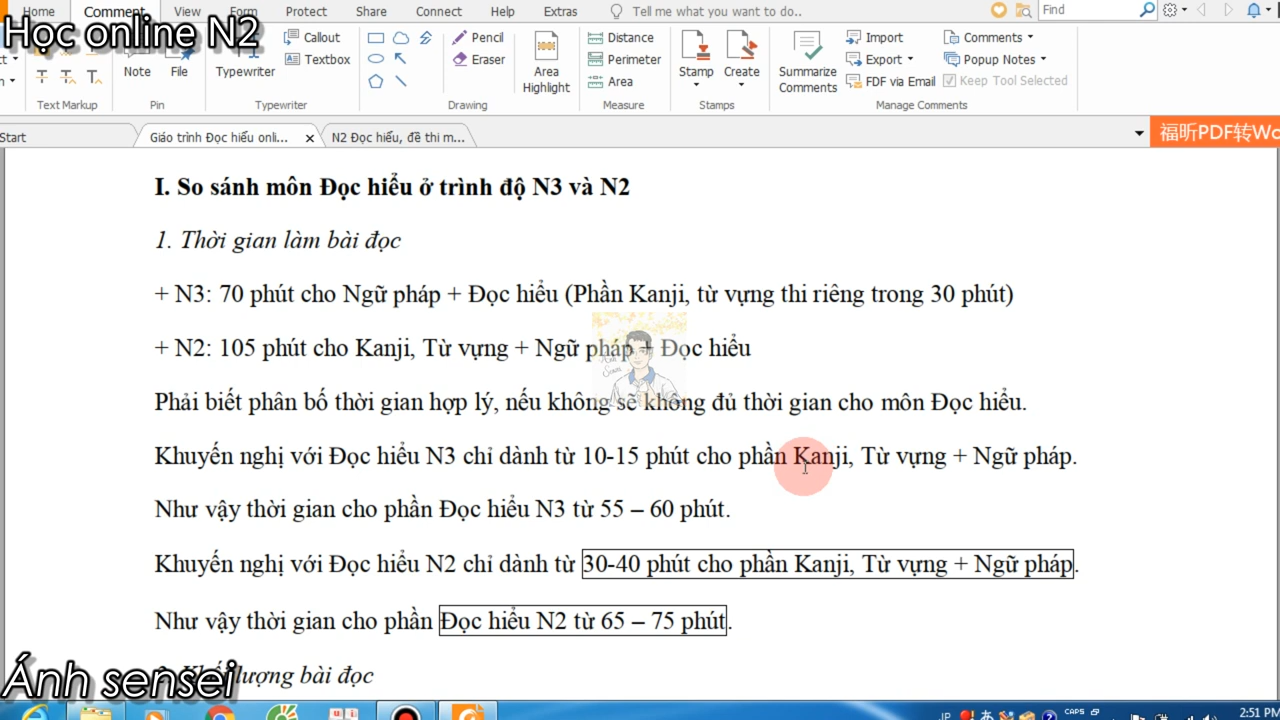 Home Comment View Form Protect Share Connect Help Extras Tell me what you want to do.. Find
Học online N2
Callout
Textbox
Note File Typewriter
Pencil
Eraser
Area Highlight
Distance
Perimeter
Area
Stamp Create
Summarize Comments
Import
Export
FDF via Email
Comments
Popup Notes
Keep Tool Selected
Text Markup Pin Typewriter Drawing Measure Stamps Manage Comments
Start Giáo trình Đọc hiểu onli... x N2 Đọc hiểu, đề thi m... 福昕PDF转Wo
I. So sánh môn Đọc hiểu ở trình độ N3 và N2
1. Thời gian làm bài đọc
+ N3: 70 phút cho Ngữ pháp + Đọc hiểu (Phần Kanji, từ vựng thi riêng trong 30 phút)
+ N2: 105 phút cho Kanji, Từ vựng + Ngữ pháp + Đọc hiểu
Phải biết phân bố thời gian hợp lý, nếu không sẽ không đủ thời gian cho môn Đọc hiểu.
Khuyến nghị với Đọc hiểu N3 chỉ dành từ 10-15 phút cho phần Kanji, Từ vựng + Ngữ pháp.
Như vậy thời gian cho phần Đọc hiểu N3 từ 55 – 60 phút.
Khuyến nghị với Đọc hiểu N2 chỉ dành từ 30-40 phút cho phần Kanji, Từ vựng + Ngữ pháp.
Như vậy thời gian cho phần Đọc hiểu N2 từ 65 – 75 phút.
lượng bài đọc
Ánh sensei
JP あ CAPS 2:51 PM